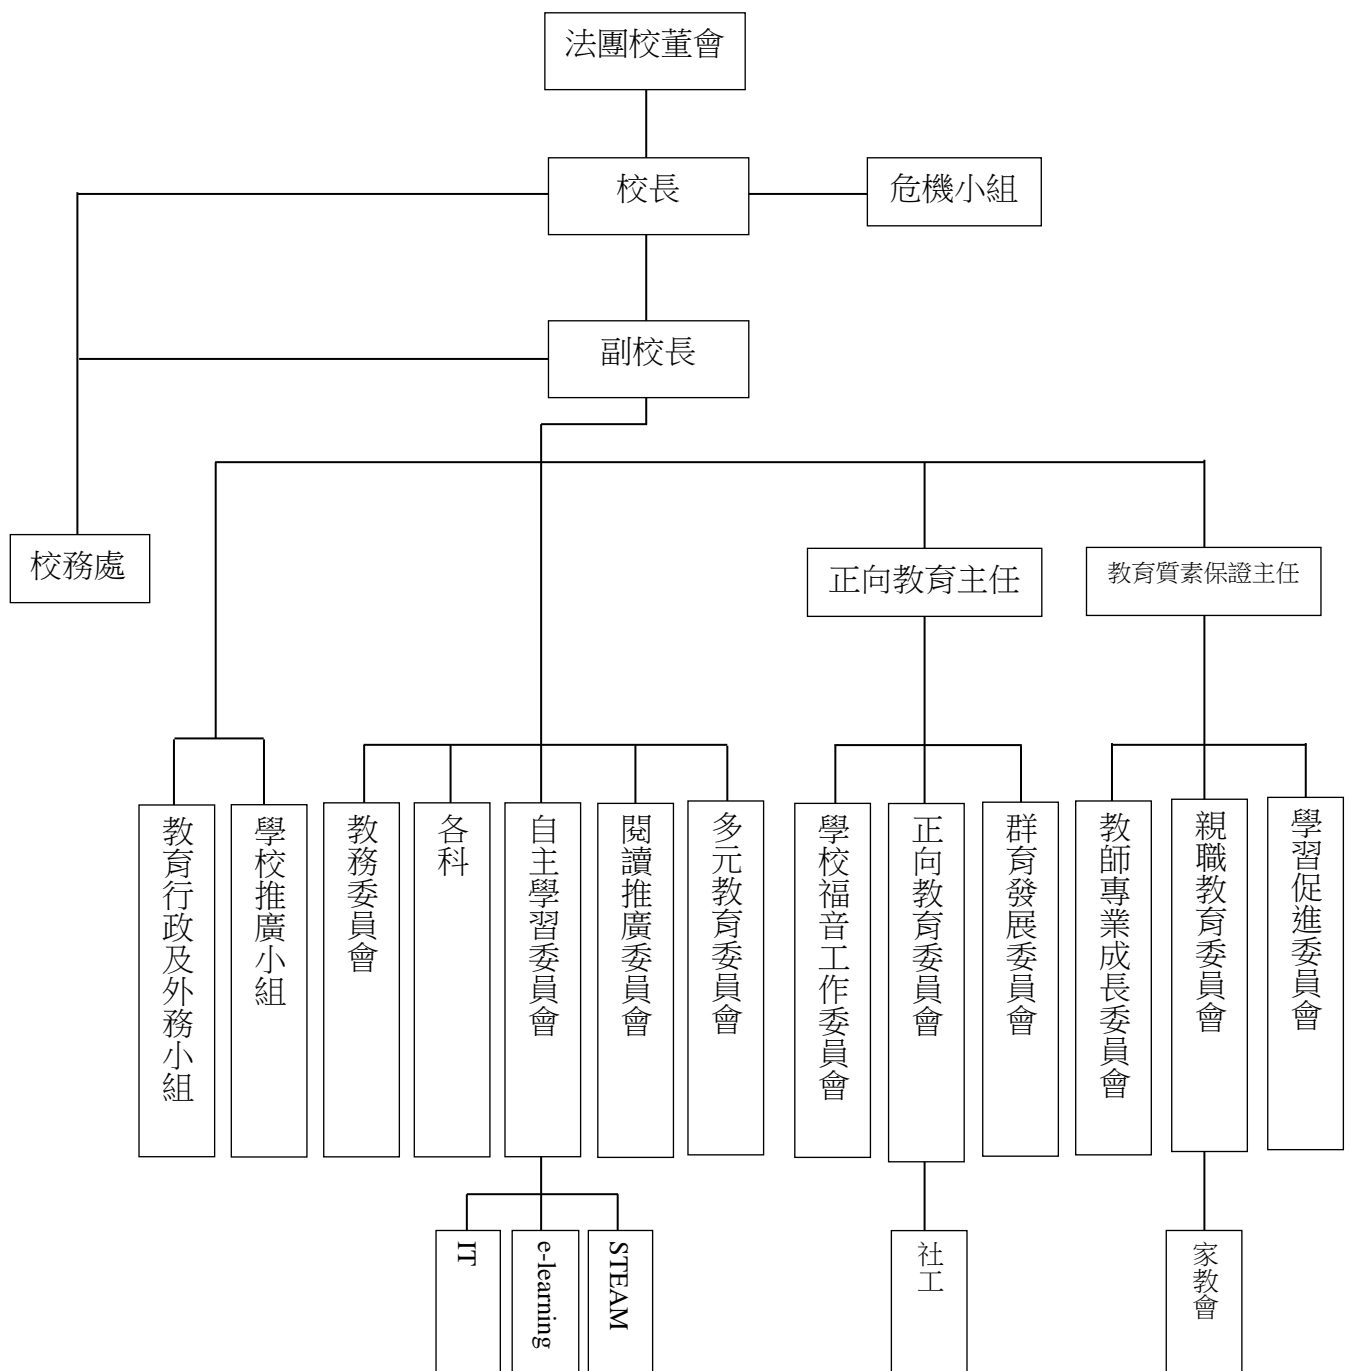 法團校董會
校長
危機小組
副校長
校務處
正向教育主任
教育質素保證主任
教育行政及外務小組
學校推廣小組
教務委員會
各科
自主學習委員會
閱讀推廣委員會
多元教育委員會
學校福音工作委員會
正向教育委員會
群育發展委員會
教師專業成長委員會
親職教育委員會
學習促進委員會
IT
e-learning
STEAM
社工
家教會